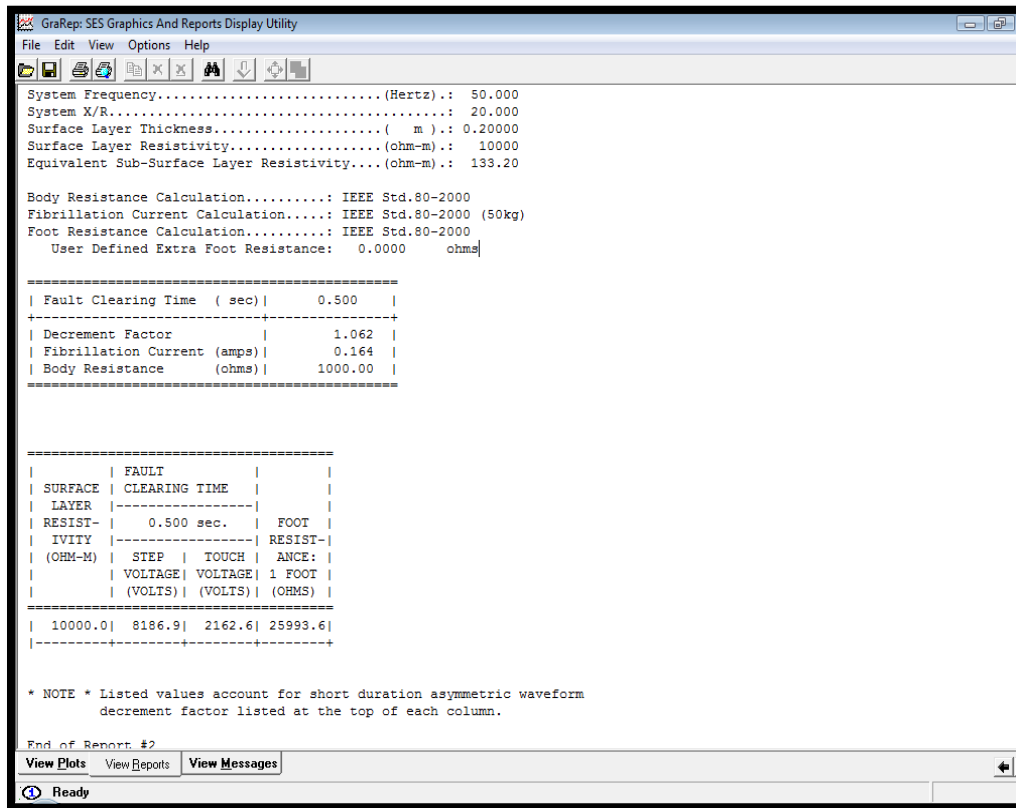 GraRep: SES Graphics And Reports Display Utility
File Edit View Options Help
System Frequency............................(Hertz).: 50.000
System X/R..........................................: 20.000
Surface Layer Thickness.....................( m ).: 0.20000
Surface Layer Resistivity...................(ohm-m).: 10000
Equivalent Sub-Surface Layer Resistivity....(ohm-m).: 133.20
Body Resistance Calculation..........: IEEE Std.80-2000
Fibrillation Current Calculation.....: IEEE Std.80-2000 (50kg)
Foot Resistance Calculation..........: IEEE Std.80-2000
User Defined Extra Foot Resistance: 0.0000 ohms
================================================
| Fault Clearing Time ( sec)| 0.500 |
+----------------------------+---------------+
| Decrement Factor | 1.062 |
| Fibrillation Current (amps)| 0.164 |
| Body Resistance (ohms)| 1000.00 |
================================================
========================================
| | FAULT | |
| SURFACE | CLEARING TIME | |
| LAYER |-----------------| |
| RESIST- | 0.500 sec. | FOOT |
| IVITY |-----------------| RESIST-|
| (OHM-M) | STEP | TOUCH | ANCE: |
| | VOLTAGE| VOLTAGE| 1 FOOT |
| | (VOLTS)| (VOLTS)| (OHMS) |
========================================
| 10000.0| 8186.9| 2162.6| 25993.6|
|---------+--------+--------+--------+
* NOTE * Listed values account for short duration asymmetric waveform
decrement factor listed at the top of each column.
End of Report #2
View Plots View Reports View Messages
Ready